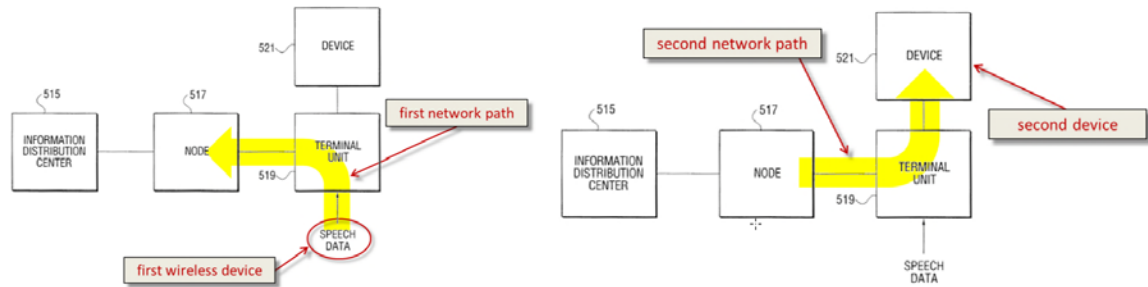 521
DEVICE
515
517
first network path
INFORMATION
DISTRIBUTION
CENTER
NODE
TERMINAL
UNIT
519
SPEECH
DATA
first wireless device
second network path
521
DEVICE
515
517
second device
INFORMATION
DISTRIBUTION
CENTER
NODE
TERMINAL
UNIT
519
SPEECH
DATA